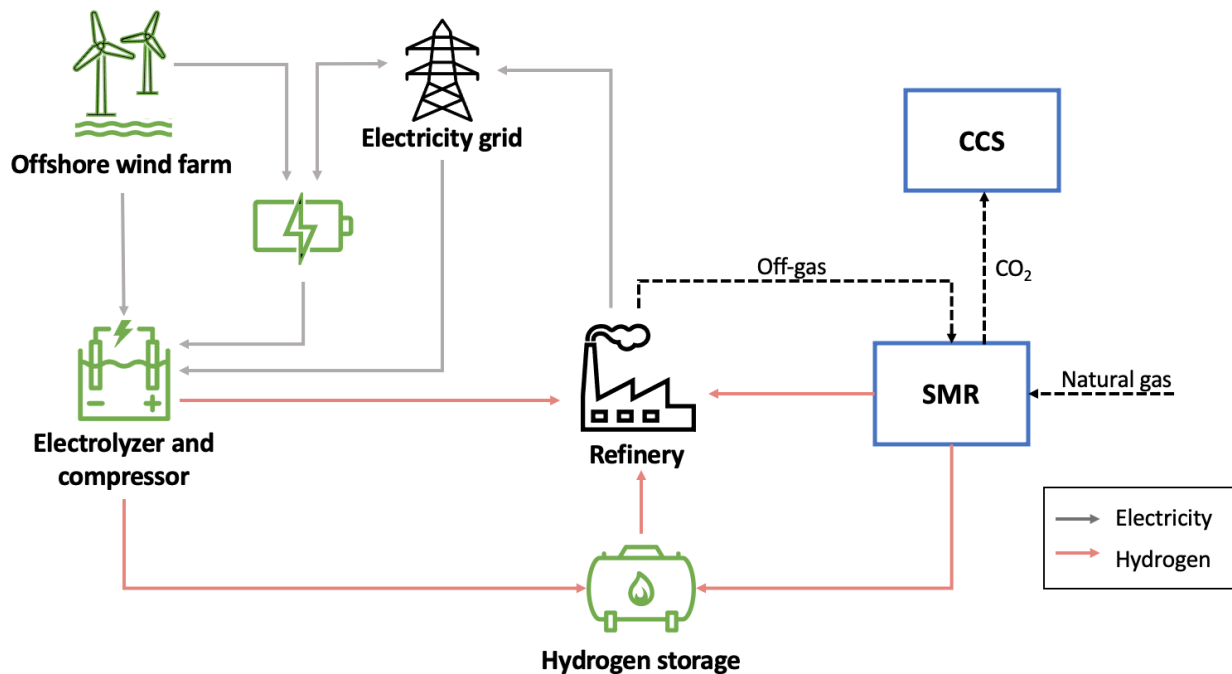 Offshore wind farm
Electricity grid
CCS
Off-gas
CO₂
SMR
Natural gas
− +
Electrolyzer and
compressor
Refinery
Electricity
Hydrogen
Hydrogen storage